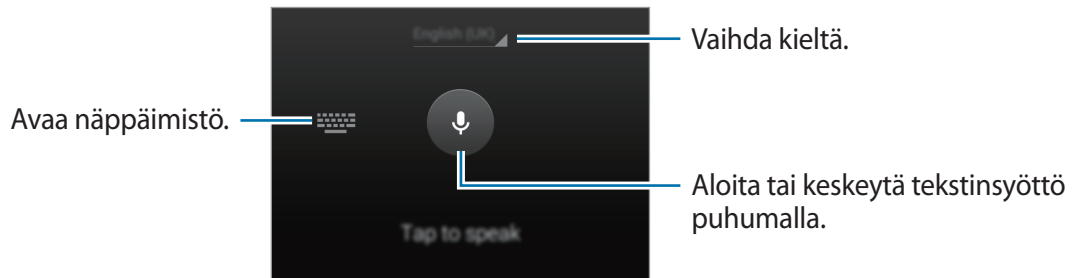 English (UK)
Vaihda kieltä.
Avaa näppäimistö.
Aloita tai keskeytä tekstinsyöttö
puhumalla.
Tap to speak